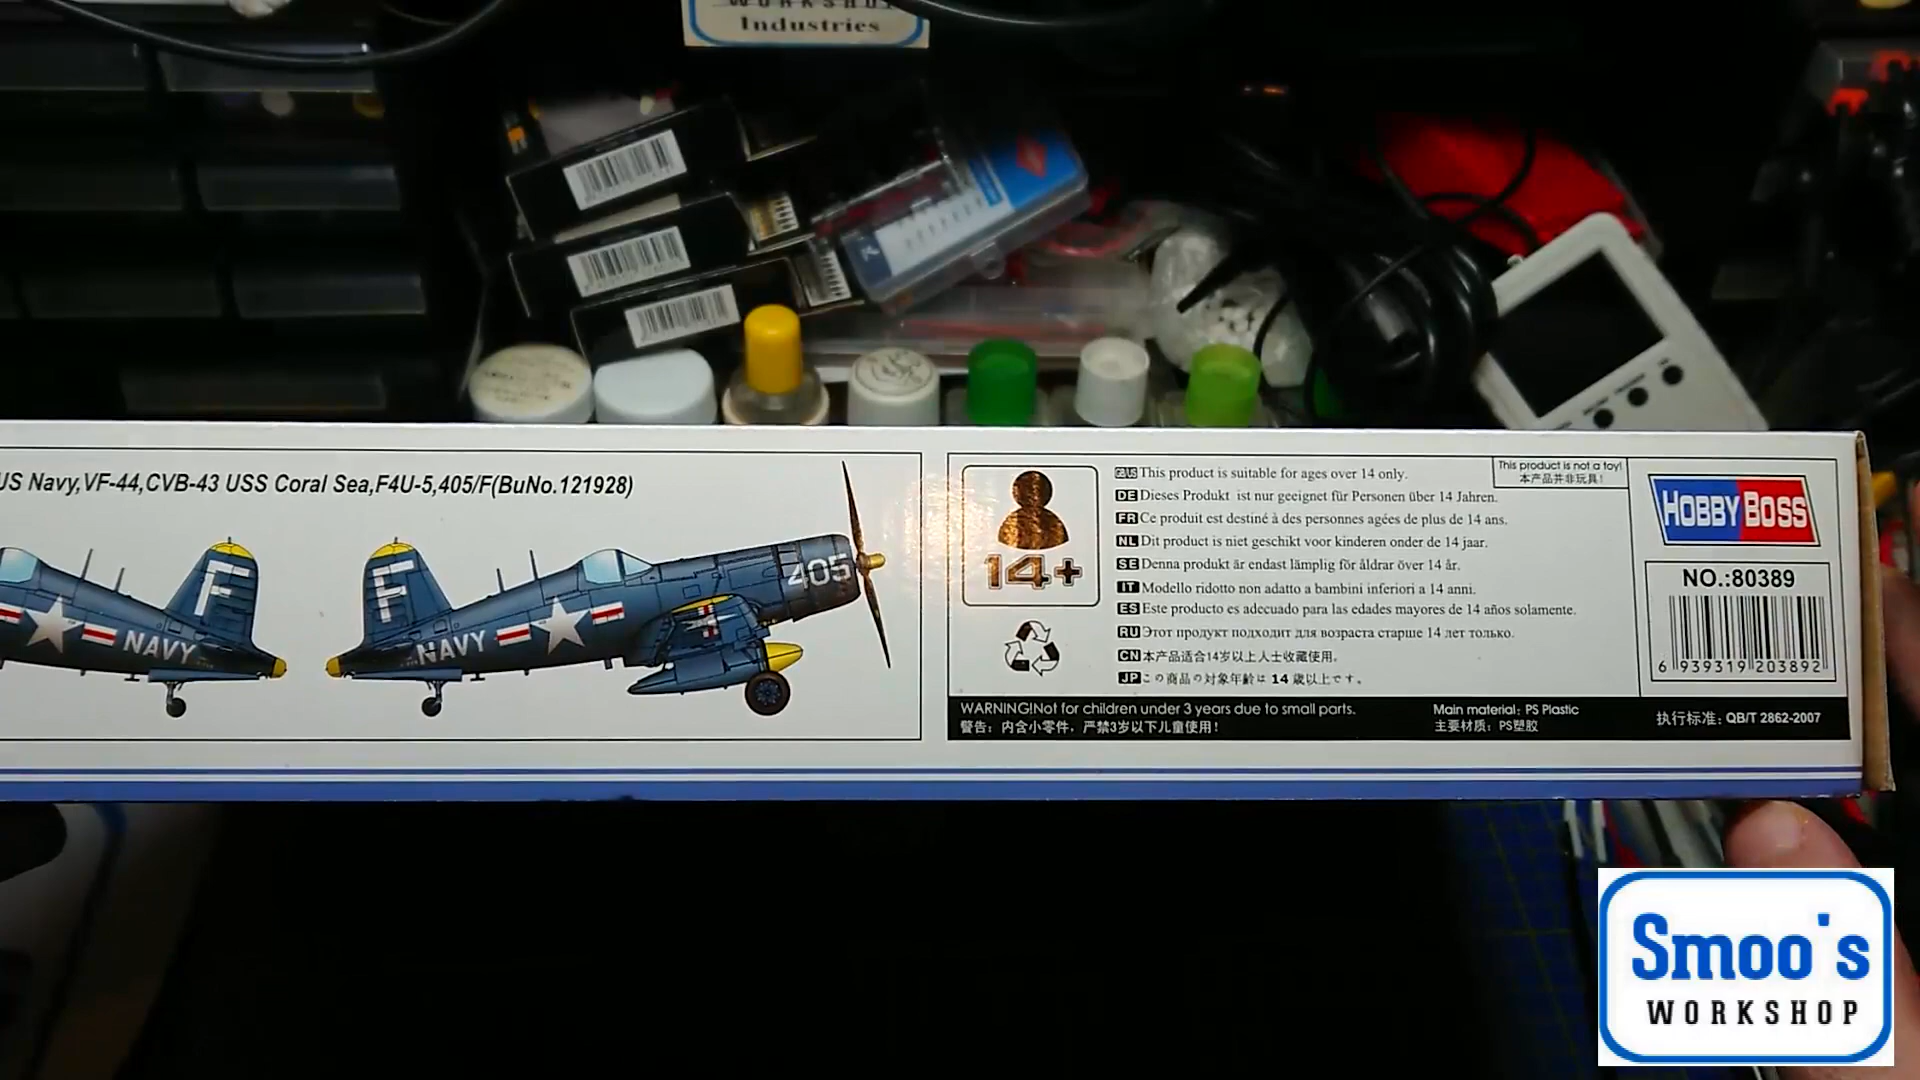 WORKSHOP
Industries
US Navy,VF-44,CVB-43 USS Coral Sea,F4U-5,405/F(BuNo.121928)
F
F
405
NAVY
NAVY
14+
This product is suitable for ages over 14 only.
DE Dieses Produkt ist nur geeignet für Personen über 14 Jahren.
FR Ce produit est destiné à des personnes agées de plus de 14 ans.
NL Dit product is niet geschikt voor kinderen onder de 14 jaar.
SE Denna produkt är endast lämplig för åldrar över 14 år.
IT Modello ridotto non adatto a bambini inferiori a 14 anni.
ES Este producto es adecuado para las edades mayores de 14 años solamente.
RU Этот продукт подходит для возраста старше 14 лет только.
CN 本产品适合14岁以上人士收藏使用。
JP この商品の対象年齢は 14 歳以上です。
This product is not a toy!
本产品并非玩具!
HOBBY BOSS
NO.:80389
6 939319 203892
WARNING!Not for children under 3 years due to small parts.
警告: 内含小零件, 严禁3岁以下儿童使用!
Main material: PS Plastic
主要材质: PS塑胶
执行标准: QB/T 2862-2007
Smoo's
WORKSHOP